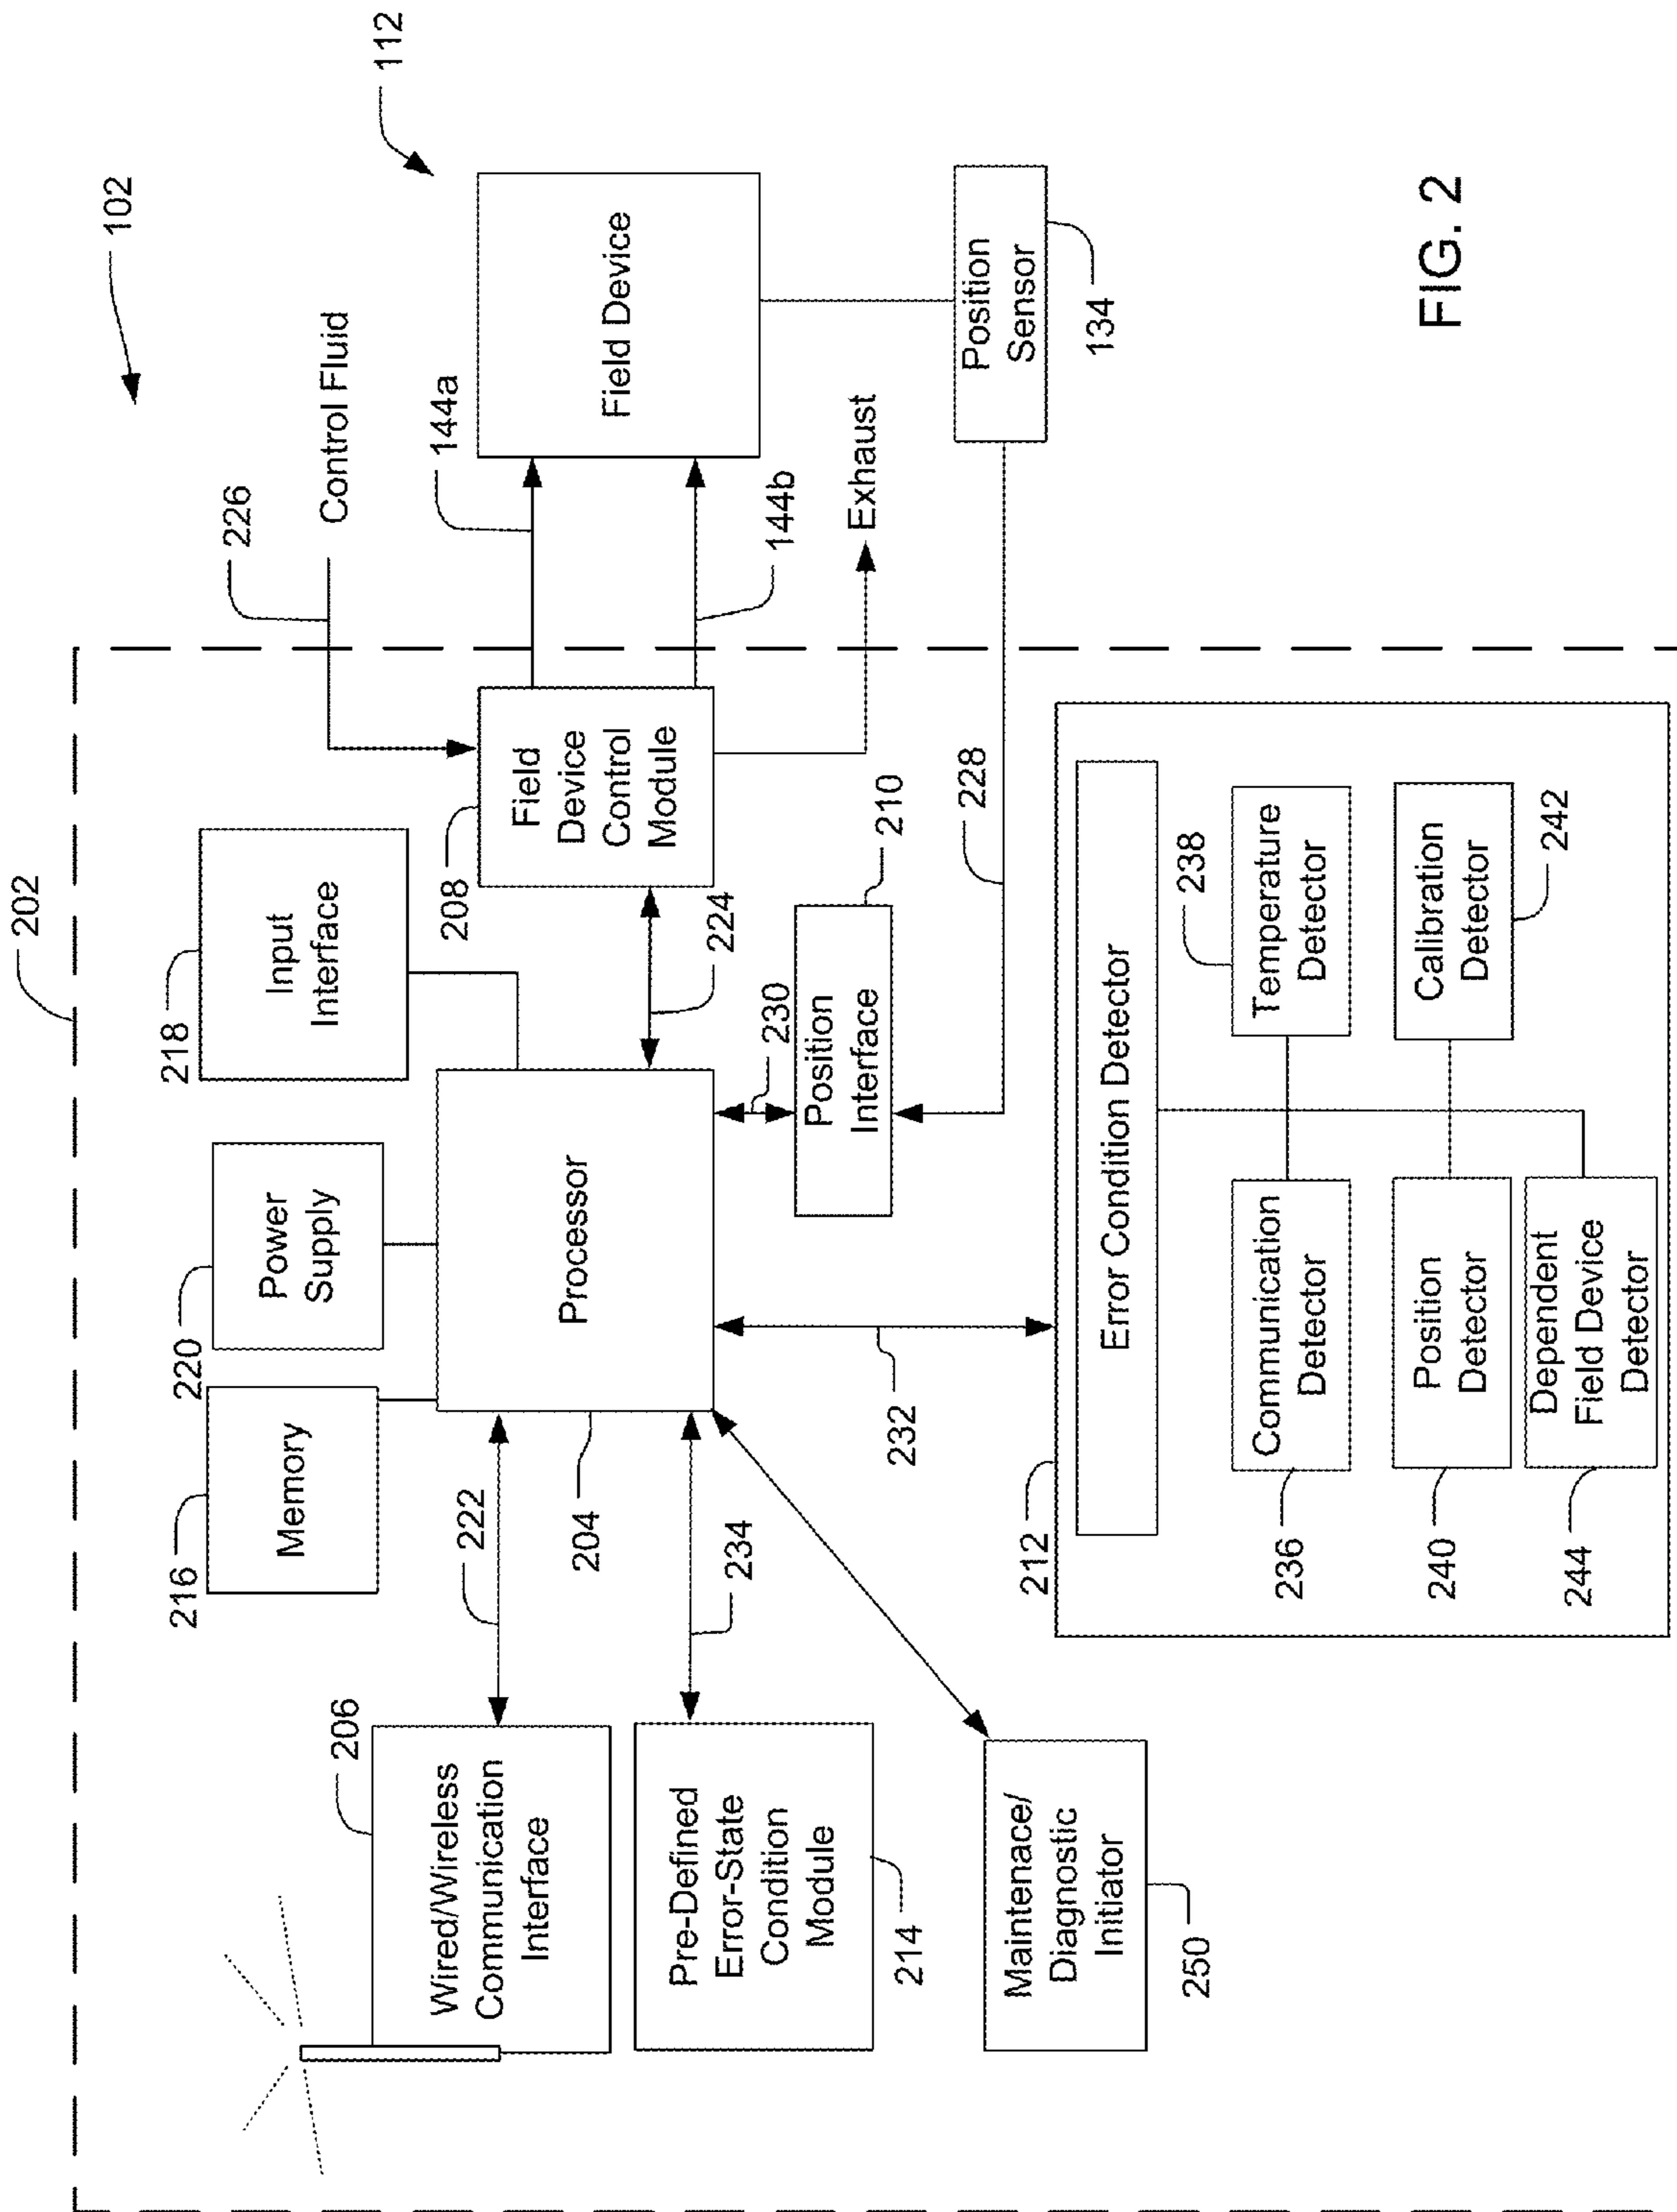 202
102
112
216
Memory
220
Power
Supply
218
Input
Interface
226
Control Fluid
206
Wired/Wireless
Communication
Interface
222
204
Processor
208
Field
Device
Control
Module
224
144a
144b
Field Device
Exhaust
Pre-Defined
Error-State
Condition
Module
214
234
230
Position
Interface
210
228
Position
Sensor
134
Maintenace/
Diagnostic
Initiator
250
232
212
Error Condition Detector
236
Communication
Detector
238
Temperature
Detector
240
Position
Detector
Calibration
Detector
242
244
Dependent
Field Device
Detector
FIG. 2